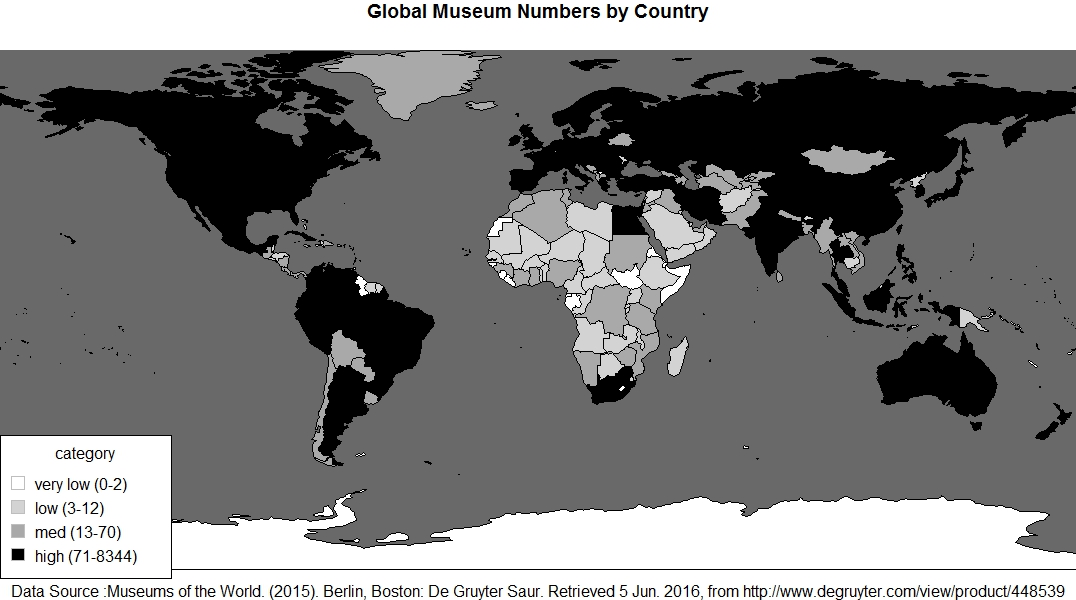 Global Museum Numbers by Country
category
very low (0-2)
low (3-12)
med (13-70)
high (71-8344)
Data Source :Museums of the World. (2015). Berlin, Boston: De Gruyter Saur. Retrieved 5 Jun. 2016, from http://www.degruyter.com/view/product/448539